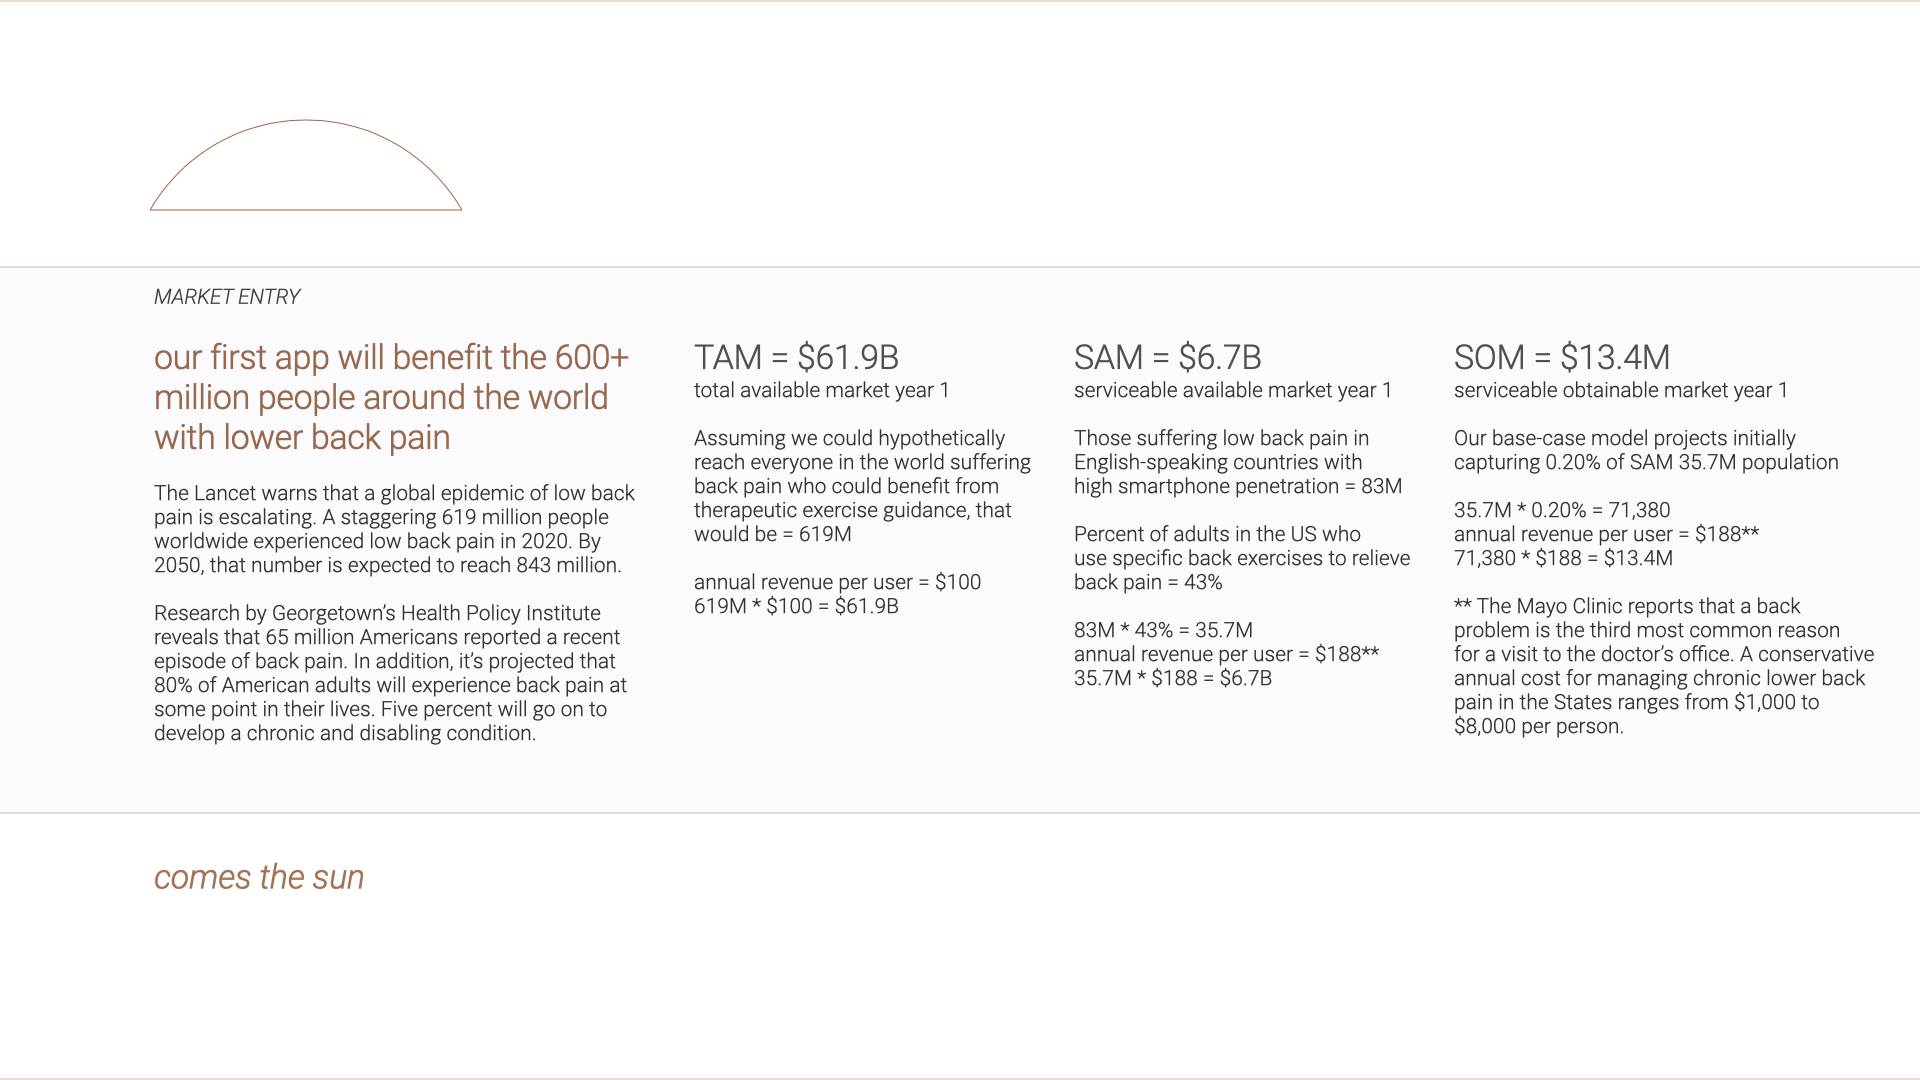 MARKET ENTRY
our first app will benefit the 600+
million people around the world
with lower back pain
The Lancet warns that a global epidemic of low back
pain is escalating. A staggering 619 million people
worldwide experienced low back pain in 2020. By
2050, that number is expected to reach 843 million.
Research by Georgetown’s Health Policy Institute
reveals that 65 million Americans reported a recent
episode of back pain. In addition, it’s projected that
80% of American adults will experience back pain at
some point in their lives. Five percent will go on to
develop a chronic and disabling condition.
TAM = $61.9B
total available market year 1
Assuming we could hypothetically
reach everyone in the world suffering
back pain who could benefit from
therapeutic exercise guidance, that
would be = 619M
annual revenue per user = $100
619M * $100 = $61.9B
SAM = $6.7B
serviceable available market year 1
Those suffering low back pain in
English-speaking countries with
high smartphone penetration = 83M
Percent of adults in the US who
use specific back exercises to relieve
back pain = 43%
83M * 43% = 35.7M
annual revenue per user = $188**
35.7M * $188 = $6.7B
SOM = $13.4M
serviceable obtainable market year 1
Our base-case model projects initially
capturing 0.20% of SAM 35.7M population
35.7M * 0.20% = 71,380
annual revenue per user = $188**
71,380 * $188 = $13.4M
** The Mayo Clinic reports that a back
problem is the third most common reason
for a visit to the doctor’s office. A conservative
annual cost for managing chronic lower back
pain in the States ranges from $1,000 to
$8,000 per person.
comes the sun